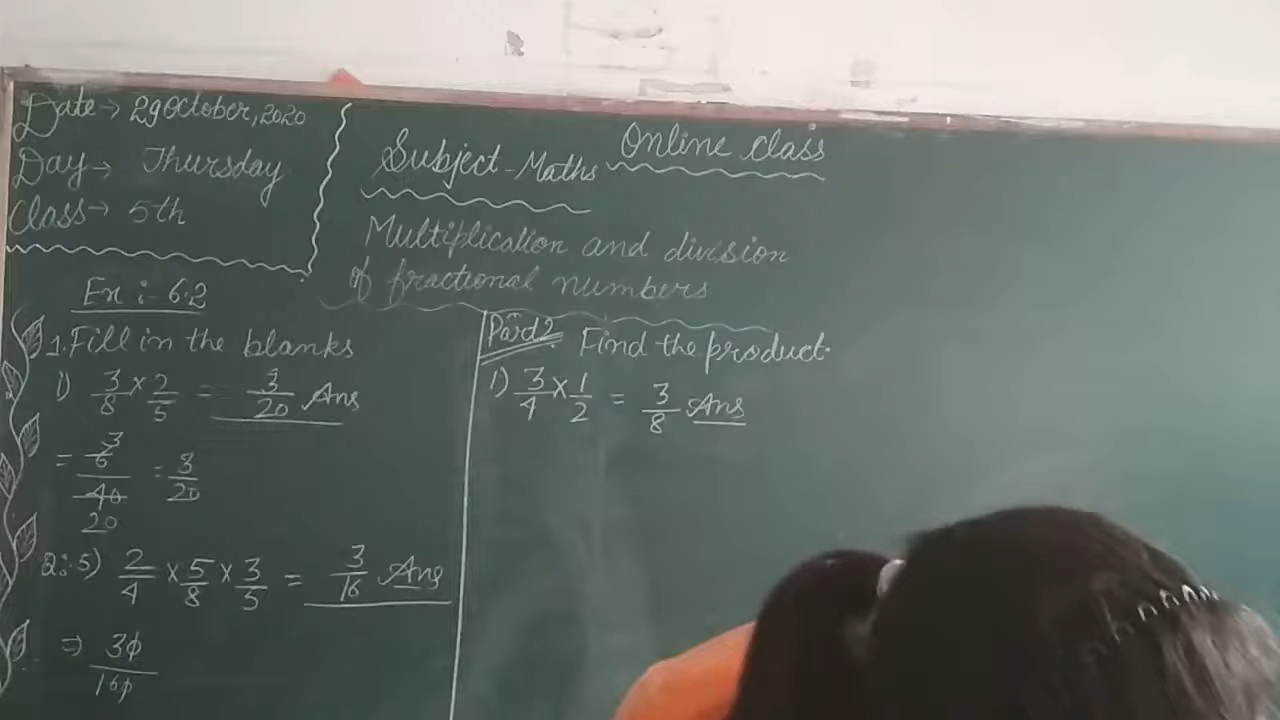 Date → 29 October, 2020
Day → Thursday
Class → 5th
Online class
Subject - Maths
Multiplication and division
of fractional numbers
Ex :- 6.2
1. Fill in the blanks
1) 3/8 × 2/5 = 3/20 Ans
= 6/40 3/20 = 3/20
2:5) 2/4 × 5/8 × 3/5 = 3/16 Ans
⇒ 30/160
Part 2 Find the product.
1) 3/4 × 1/2 = 3/8 Ans